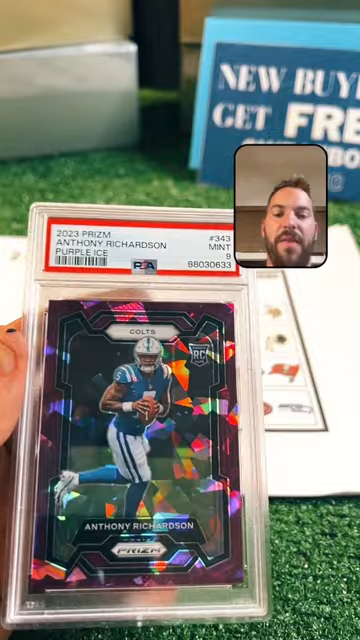 NEW BUY
GET FREE
2023 PRIZM
ANTHONY RICHARDSON
PURPLE ICE
#343
MINT
9
PSA
88030633
COLTS
RC
ANTHONY RICHARDSON
PRIZM